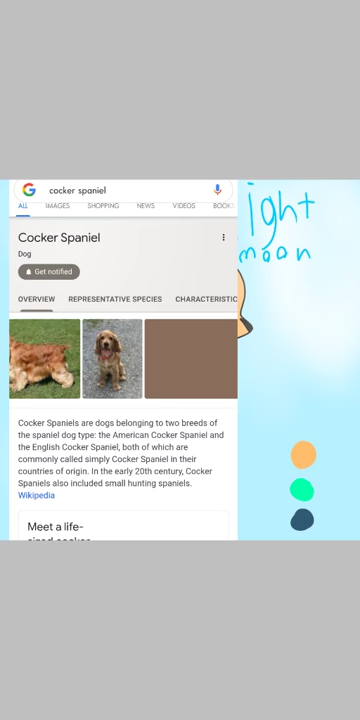 cocker spaniel
ALL IMAGES SHOPPING NEWS VIDEOS BOOKS
Cocker Spaniel
Dog
Get notified
OVERVIEW REPRESENTATIVE SPECIES CHARACTERISTIC
Cocker Spaniels are dogs belonging to two breeds of
the spaniel dog type: the American Cocker Spaniel and
the English Cocker Spaniel, both of which are
commonly called simply Cocker Spaniel in their
countries of origin. In the early 20th century, Cocker
Spaniels also included small hunting spaniels.
Wikipedia
Meet a life-
sized cocker
ight
moon